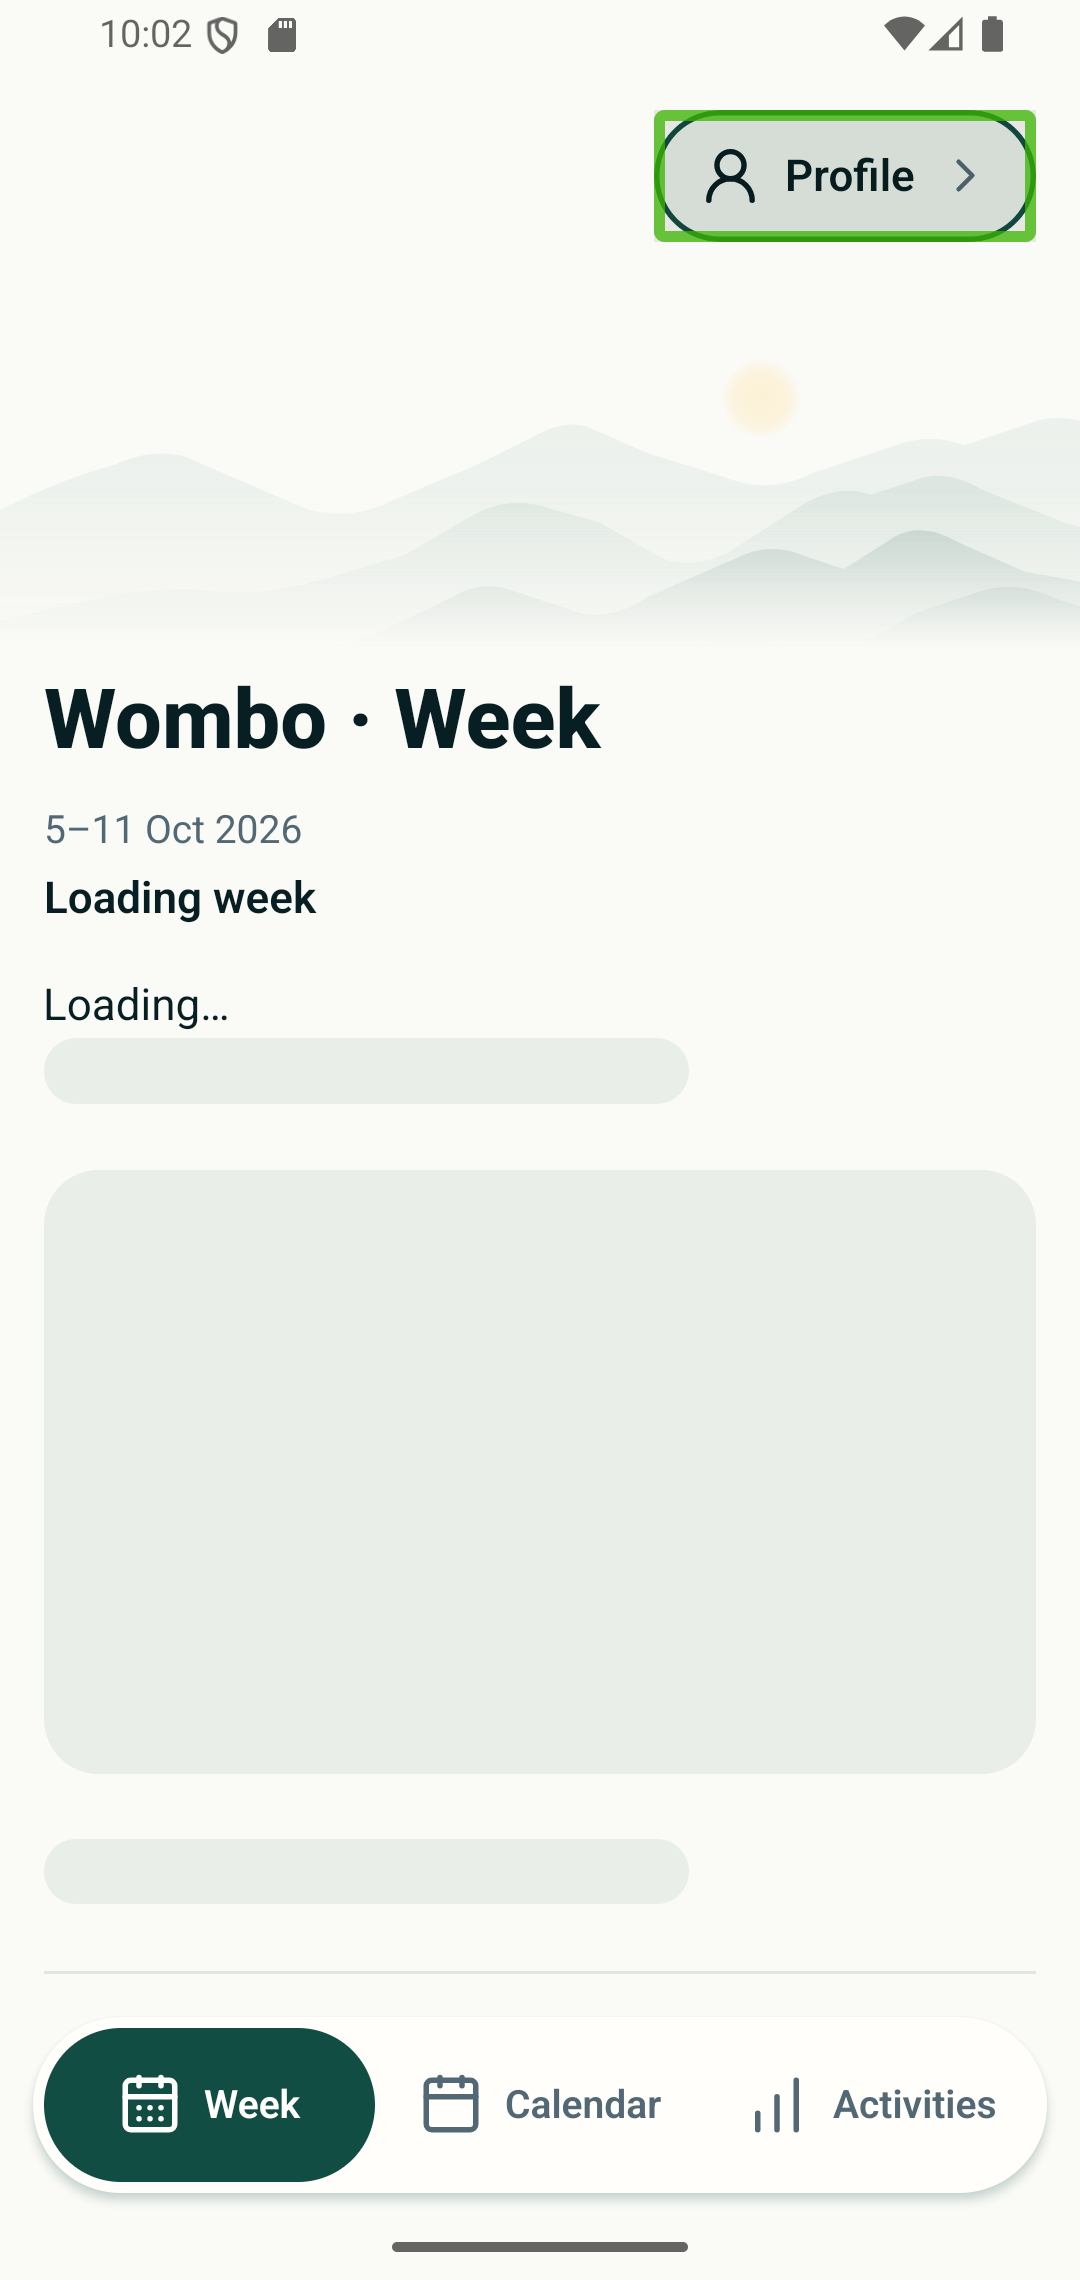 10:02
Profile
Wombo · Week
5–11 Oct 2026
Loading week
Loading…
Week
Calendar
Activities